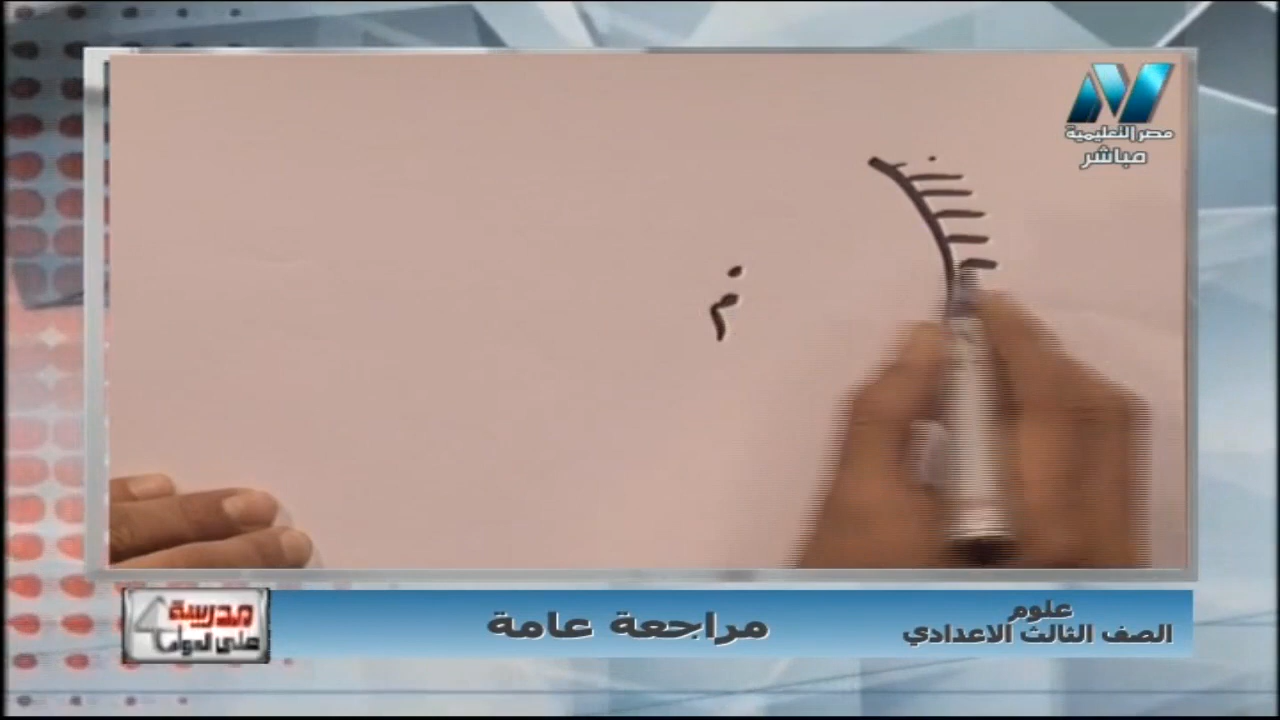 مصر التعليمية
مباشر
م
علوم
الصف الثالث الاعدادي
مراجعة عامة
مدرسة
على الهواء